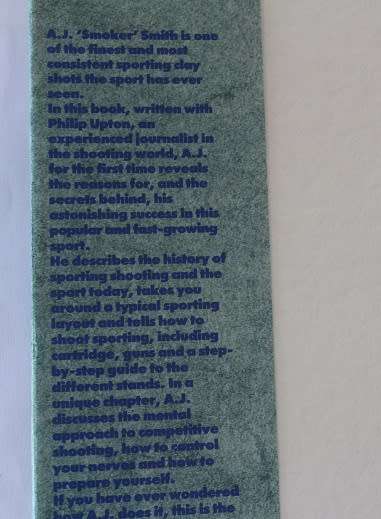 A.J. ‘Smoker’ Smith is one
of the finest and most
consistent sporting clay
shots the sport has ever
seen.
In this book, written with
Philip Upton, an
experienced journalist in
the shooting world, A.J.
for the first time reveals
the reasons for, and the
secrets behind, his
astonishing success in this
popular and fast-growing
sport.
He describes the history of
sporting shooting and the
sport today, takes you
around a typical sporting
layout and tells how to
shoot sporting, including
cartridge, guns and a step-
by-step guide to the
different stands. In a
unique chapter, A.J.
discusses the mental
approach to competitive
shooting, how to control
your nerves and how to
prepare yourself.
If you have ever wondered
how A.J. does it, this is the